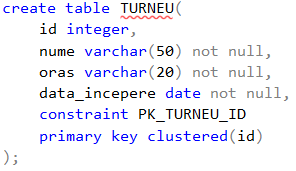 create table TURNEU(
    id integer,
    nume varchar(50) not null,
    oras varchar(20) not null,
    data_incepere date not null,
    constraint PK_TURNEU_ID
    primary key clustered(id)
);